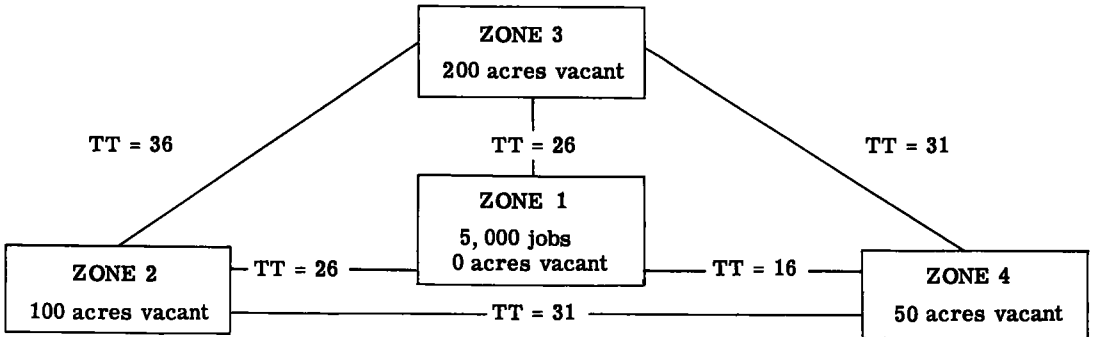 ZONE 3
200 acres vacant
TT = 36
TT = 26
TT = 31
ZONE 1
5,000 jobs
0 acres vacant
ZONE 2
100 acres vacant
TT = 26
TT = 16
ZONE 4
50 acres vacant
TT = 31